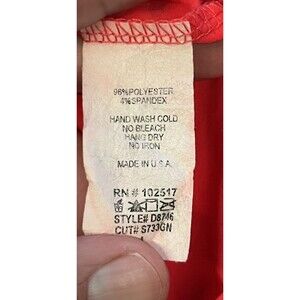 96%POLYESTER
4%SPANDEX
HAND WASH COLD
NO BLEACH
HANG DRY
NO IRON
MADE IN U.S.A.
RN # 102517
STYLE# D8746
CUT# S733GN